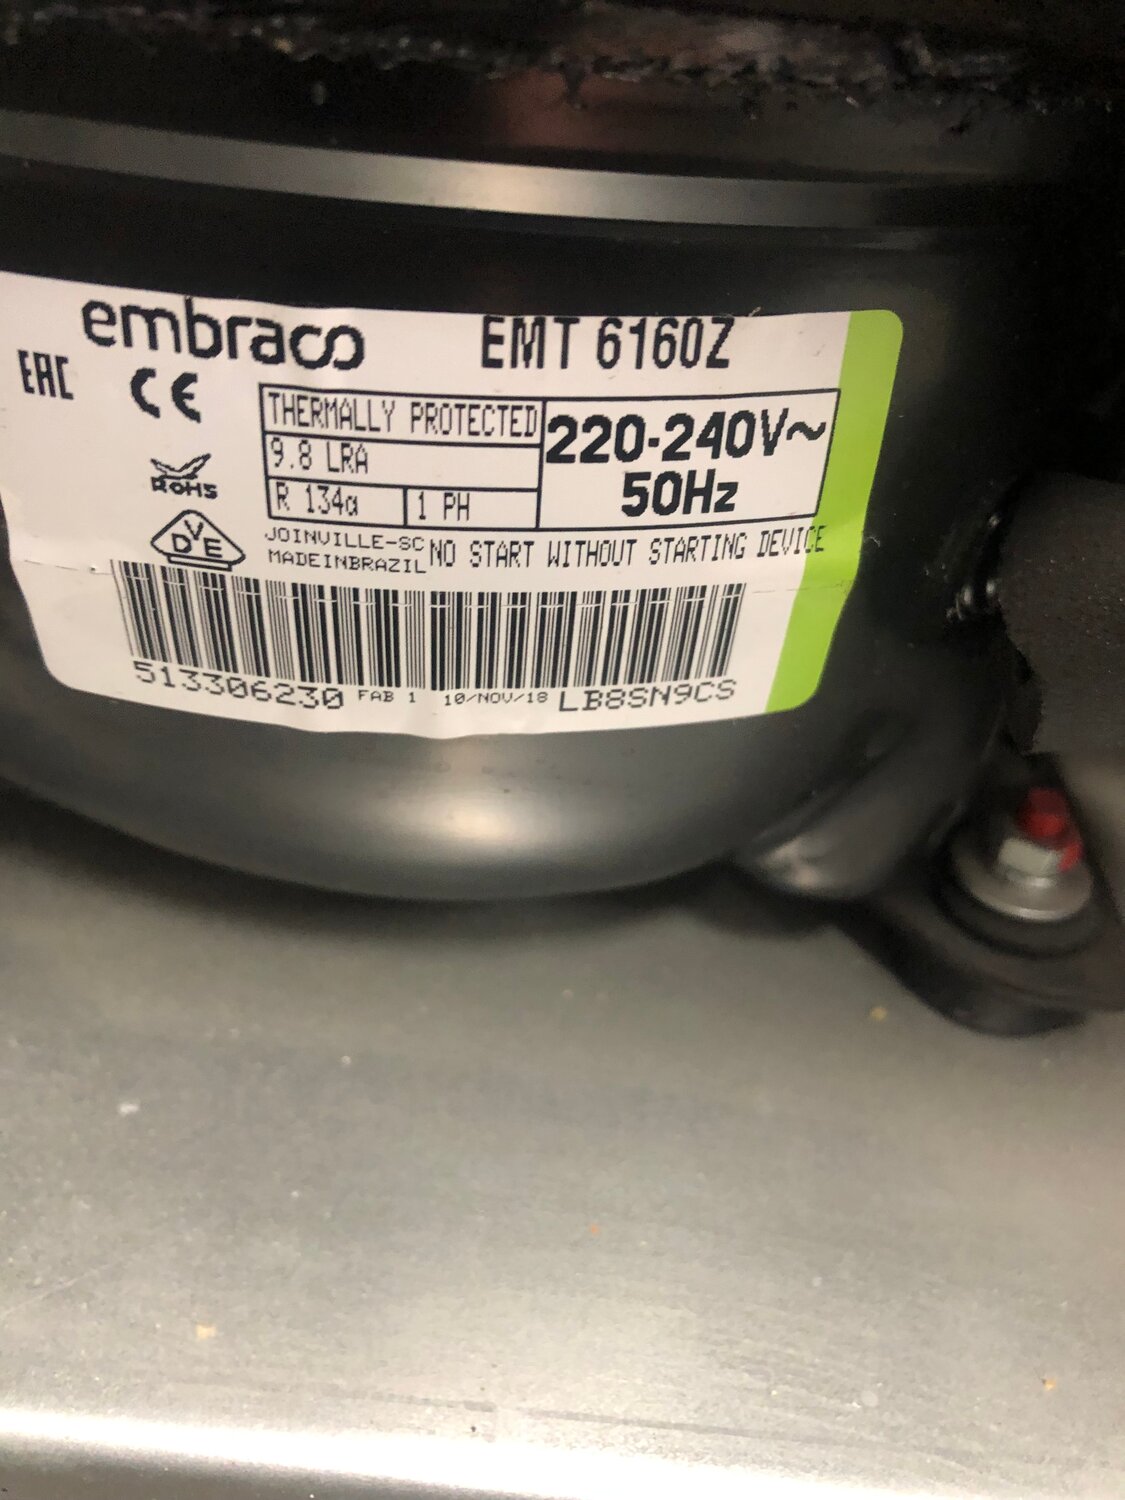 embraco EMT 6160Z
EAC CE
THERMALLY PROTECTED
9.8 LRA
R 134a 1 PH
220-240V~
50Hz
ROHS
DVE
JOINVILLE-SC
MADEINBRAZIL
NO START WITHOUT STARTING DEVICE
513306230 FAB 1 10/NOV/18 LB8SN9CS